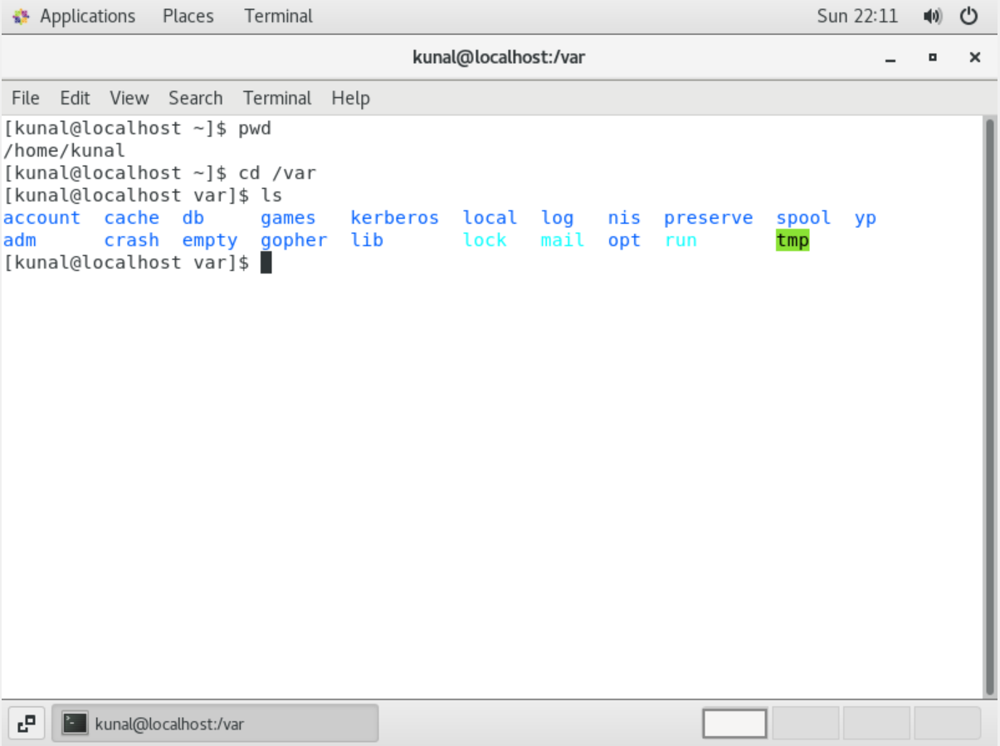 Applications Places Terminal Sun 22:11
kunal@localhost:/var
File Edit View Search Terminal Help
[kunal@localhost ~]$ pwd
/home/kunal
[kunal@localhost ~]$ cd /var
[kunal@localhost var]$ ls
account cache db games kerberos local log nis preserve spool yp
adm crash empty gopher lib lock mail opt run tmp
[kunal@localhost var]$
kunal@localhost:/var